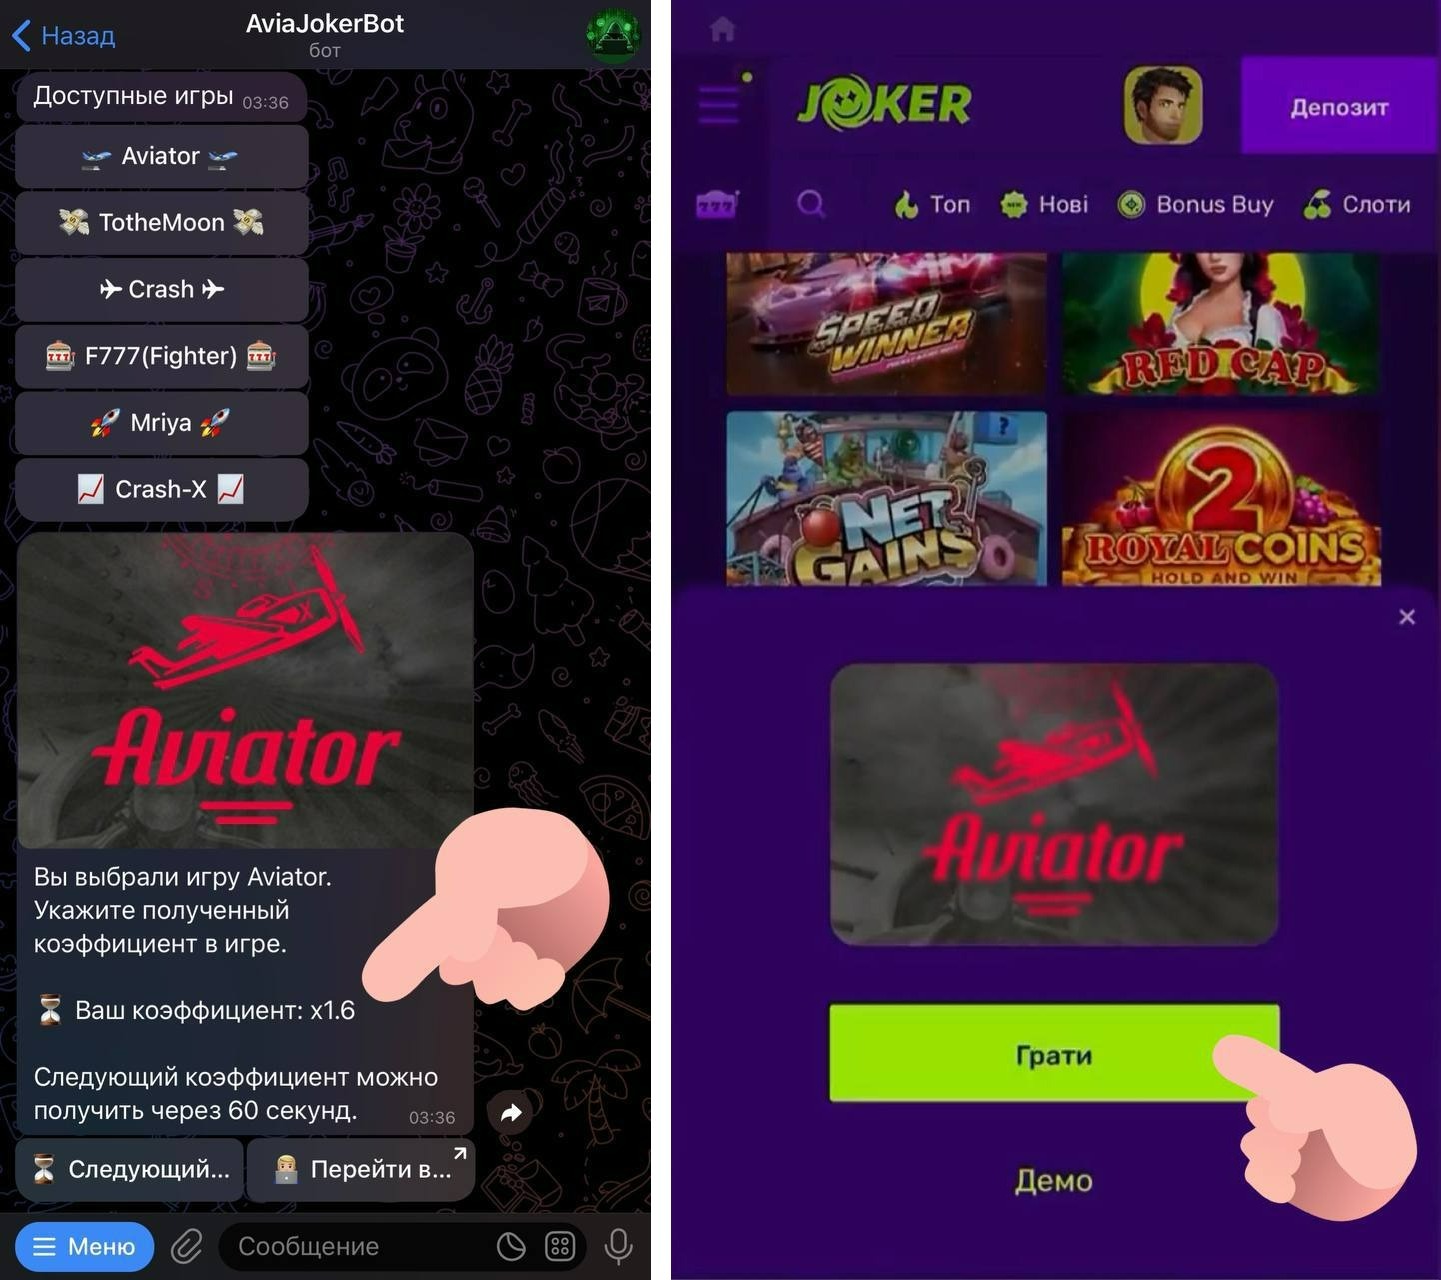 Назад
AviaJokerBot
бот
Доступные игры 03:36
Aviator
TotheMoon
Crash
F777(Fighter)
Mriya
Crash-X
Aviator
Вы выбрали игру Aviator.
Укажите полученный
коэффициент в игре.
Ваш коэффициент: x1.6
Следующий коэффициент можно
получить через 60 секунд. 03:36
Следующий...
Перейти в...
Меню
Сообщение
JOKER
Депозит
777
Топ
NEW
Нові
Bonus Buy
Слоти
SPEED
WINNER
RED CAP
NET
GAINS
2
ROYAL COINS
HOLD AND WIN
Aviator
Грати
Демо